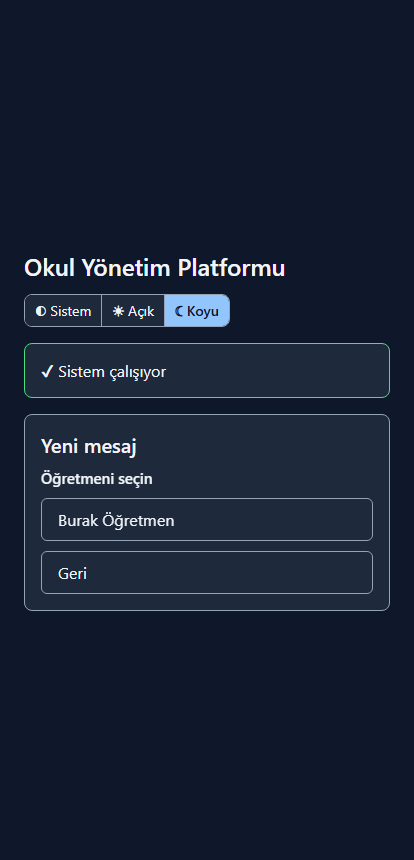 Okul Yönetim Platformu
◐ Sistem ☀ Açık ☾ Koyu
✓ Sistem çalışıyor
Yeni mesaj
Öğretmeni seçin
Burak Öğretmen
Geri